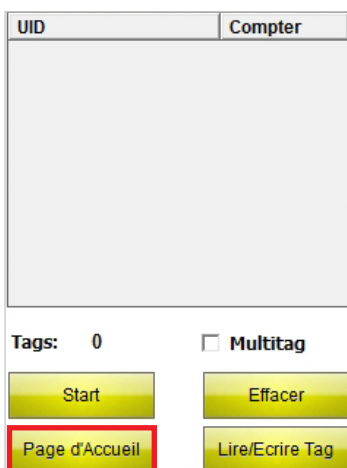 UID Compter
Tags: 0 Multitag
Start Effacer
Page d'Accueil Lire/Ecrire Tag